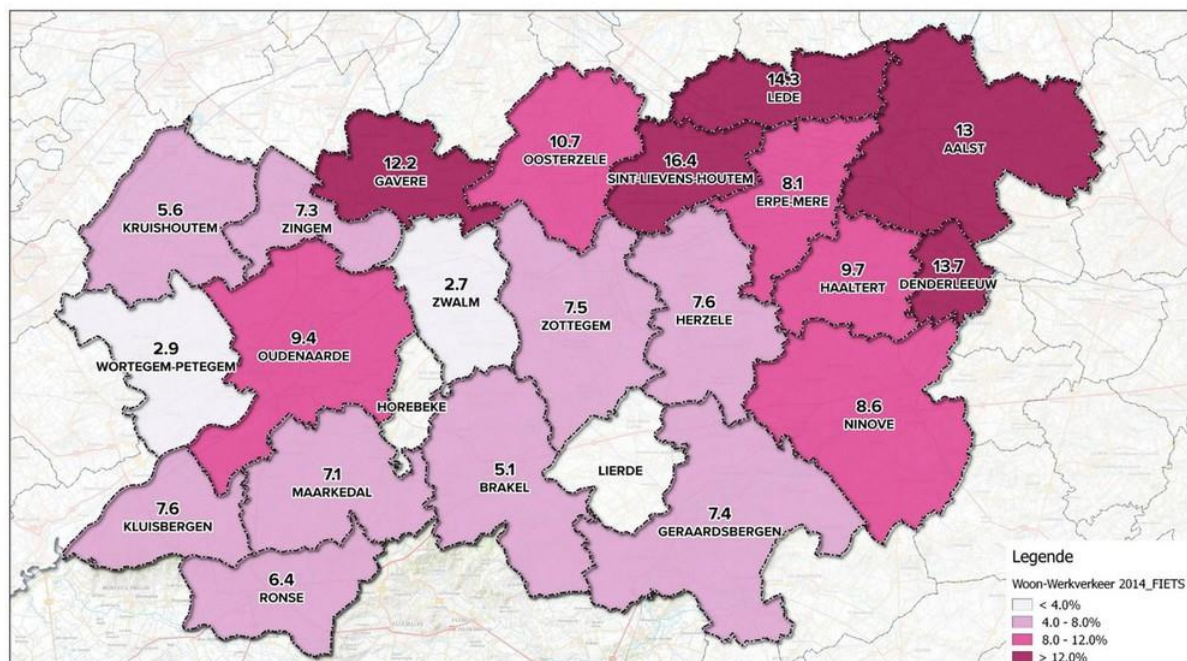 14.3
LEDE
13
AALST
10.7
OOSTERZELE
12.2
GAVERE
16.4
SINT-LIEVENS-HOUTEM
8.1
ERPE-MERE
5.6
KRUISHOUTEM
7.3
ZINGEM
9.7
HAALTERT
13.7
DENDERLEEUW
2.7
ZWALM
7.5
ZOTTEGEM
7.6
HERZELE
2.9
WORTEGEM-PETEGEM
9.4
OUDENAARDE
HOREBEKE
8.6
NINOVE
7.1
MAARKEDAL
5.1
BRAKEL
LIERDE
7.6
KLUISBERGEN
7.4
GERAARDSBERGEN
6.4
RONSE
Legende
Woon-Werkverkeer 2014_FIETS
< 4.0%
4.0 - 8.0%
8.0 - 12.0%
> 12.0%